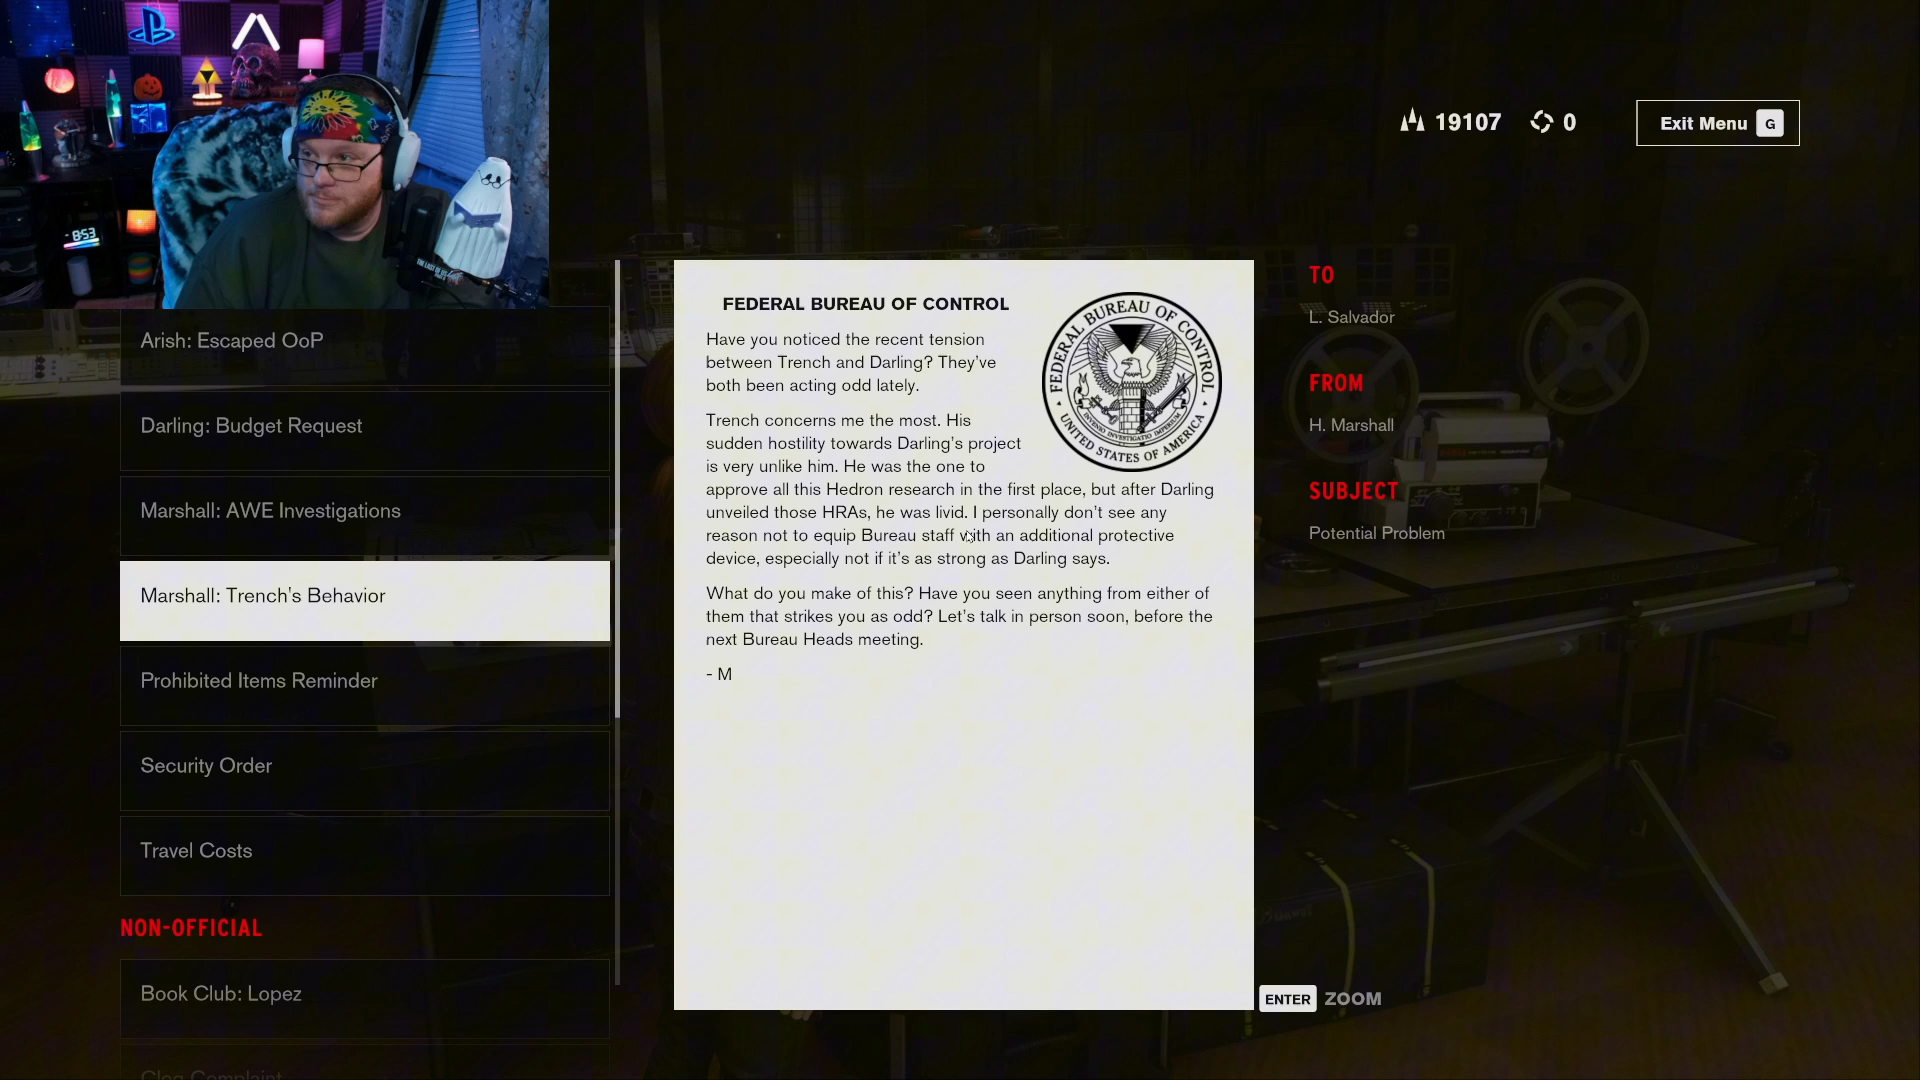 8:53
19107
0
Exit Menu G
Arish: Escaped OoP
Darling: Budget Request
Marshall: AWE Investigations
Marshall: Trench's Behavior
Prohibited Items Reminder
Security Order
Travel Costs
NON-OFFICIAL
Book Club: Lopez
Clog Complaint
FEDERAL BUREAU OF CONTROL
Have you noticed the recent tension
between Trench and Darling? They've
both been acting odd lately.
Trench concerns me the most. His
sudden hostility towards Darling's project
is very unlike him. He was the one to
approve all this Hedron research in the first place, but after Darling
unveiled those HRAs, he was livid. I personally don't see any
reason not to equip Bureau staff with an additional protective
device, especially not if it's as strong as Darling says.
What do you make of this? Have you seen anything from either of
them that strikes you as odd? Let's talk in person soon, before the
next Bureau Heads meeting.
- M
FEDERAL BUREAU OF CONTROL
INVENIO INVESTIGATIO IMPERIUM
UNITED STATES OF AMERICA
TO
L. Salvador
FROM
H. Marshall
SUBJECT
Potential Problem
ENTER ZOOM